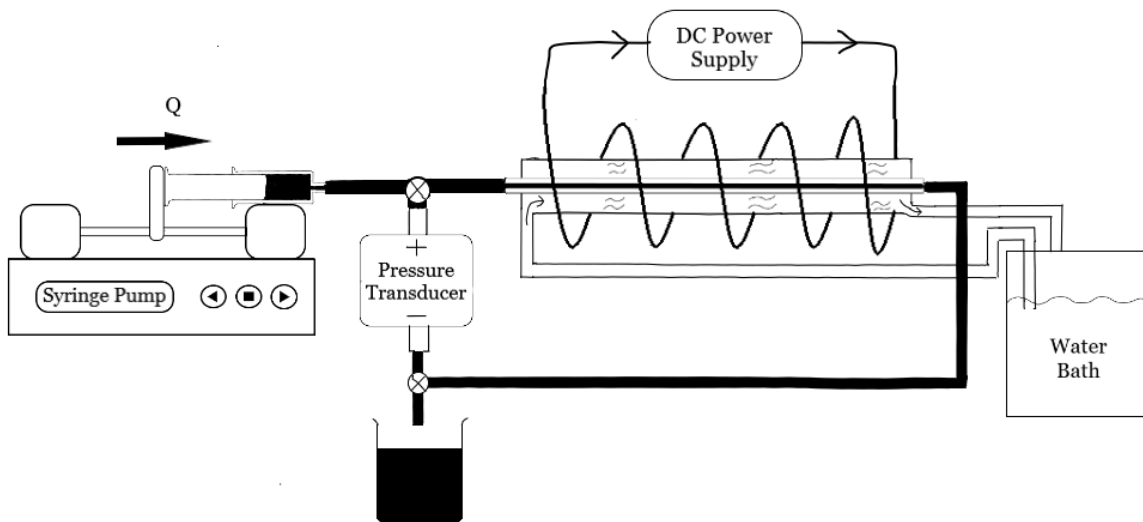 DC Power
Supply
Q
+
Pressure
Transducer
−
Syringe Pump
Water
Bath